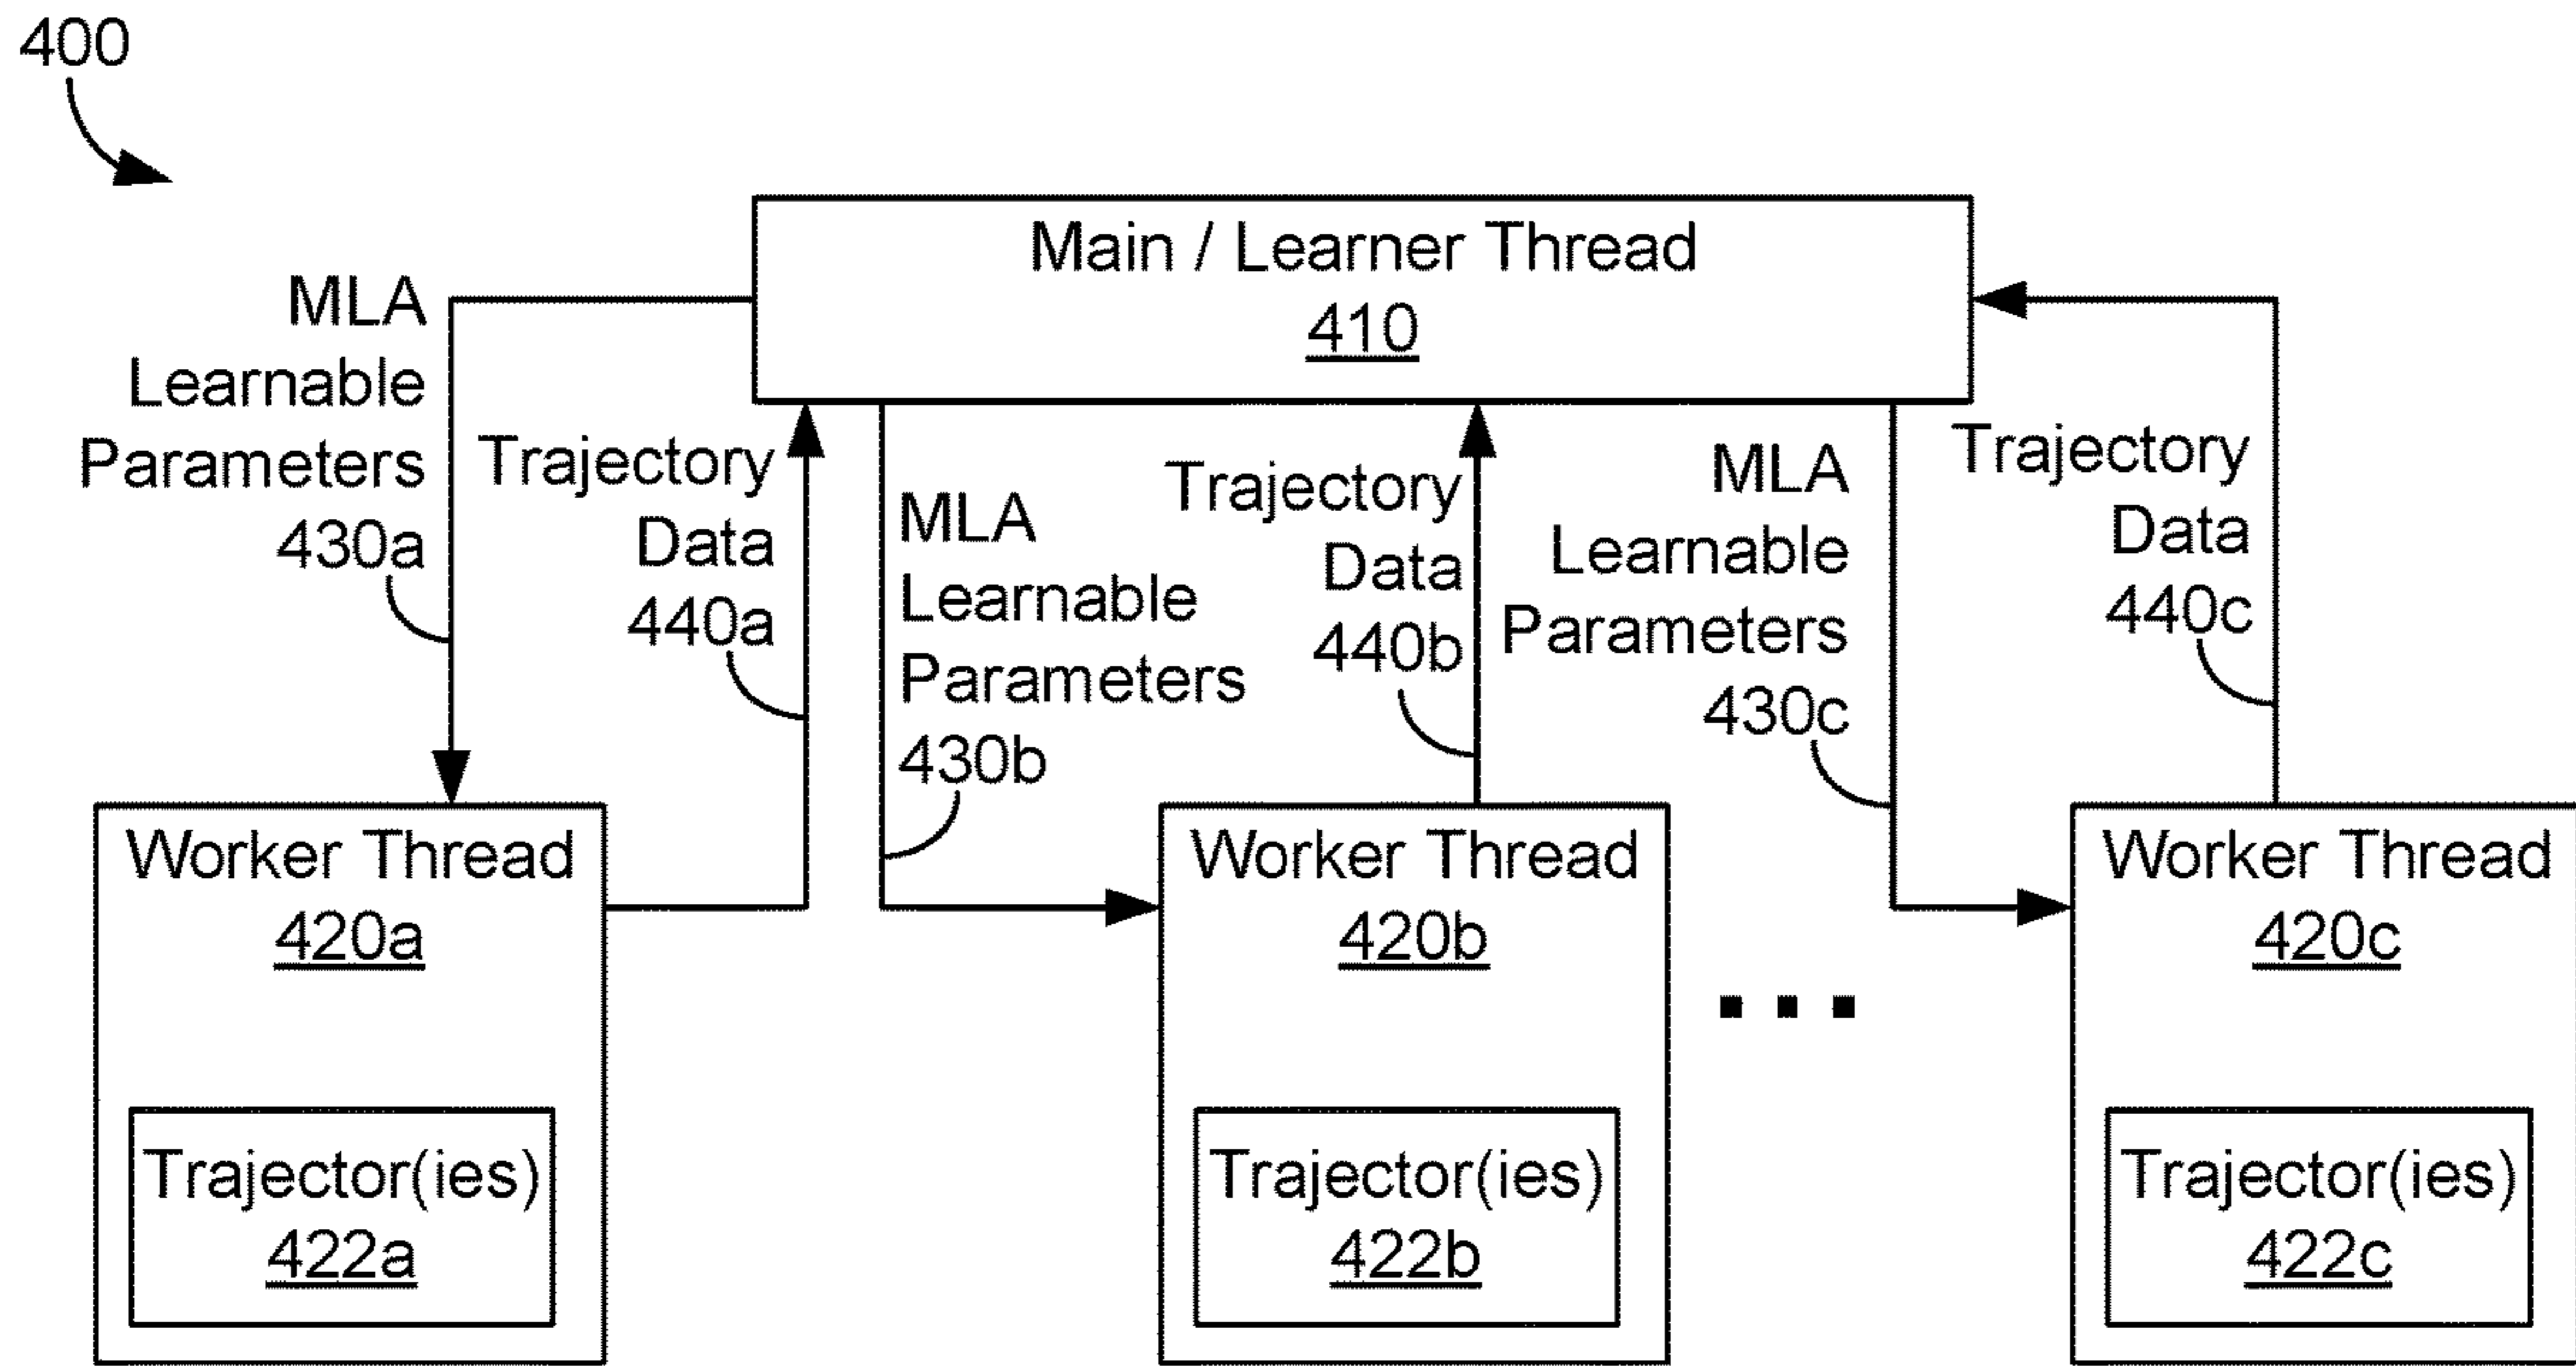 400
Main / Learner Thread
410
MLA
Learnable
Parameters
430a
Trajectory
Data
440a
MLA
Learnable
Parameters
430b
Trajectory
Data
440b
MLA
Learnable
Parameters
430c
Trajectory
Data
440c
Worker Thread
420a
Trajector(ies)
422a
Worker Thread
420b
Trajector(ies)
422b
...
Worker Thread
420c
Trajector(ies)
422c